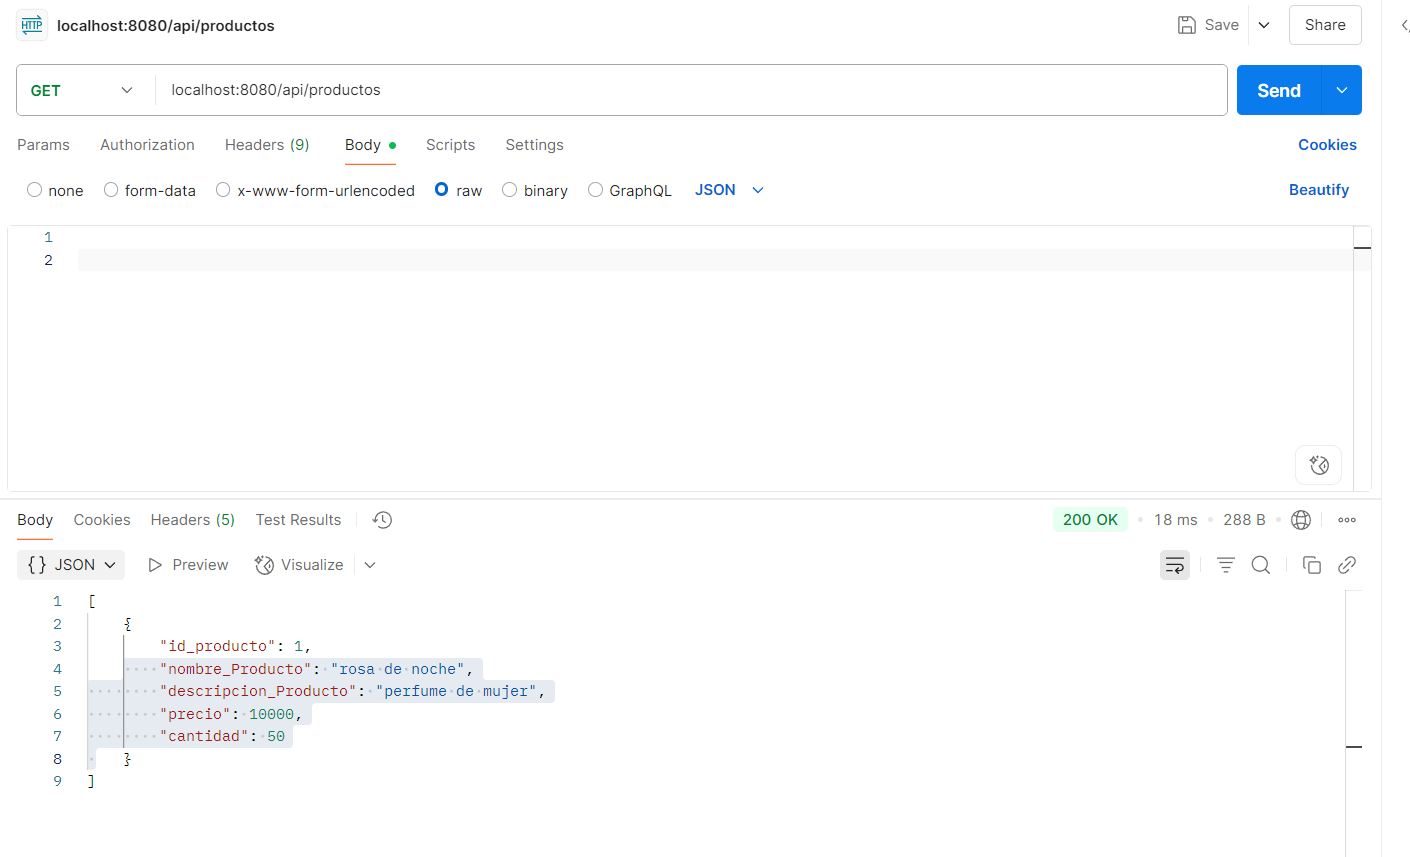 HTTP localhost:8080/api/productos Save Share
GET localhost:8080/api/productos Send
Params Authorization Headers (9) Body Scripts Settings Cookies
none form-data x-www-form-urlencoded raw binary GraphQL JSON Beautify
1
2
Body Cookies Headers (5) Test Results 200 OK • 18 ms • 288 B
{} JSON Preview Visualize
1 [
2 {
3 "id_producto": 1,
4 "nombre_Producto": "rosa de noche",
5 "descripcion_Producto": "perfume de mujer",
6 "precio": 10000,
7 "cantidad": 50
8 }
9 ]